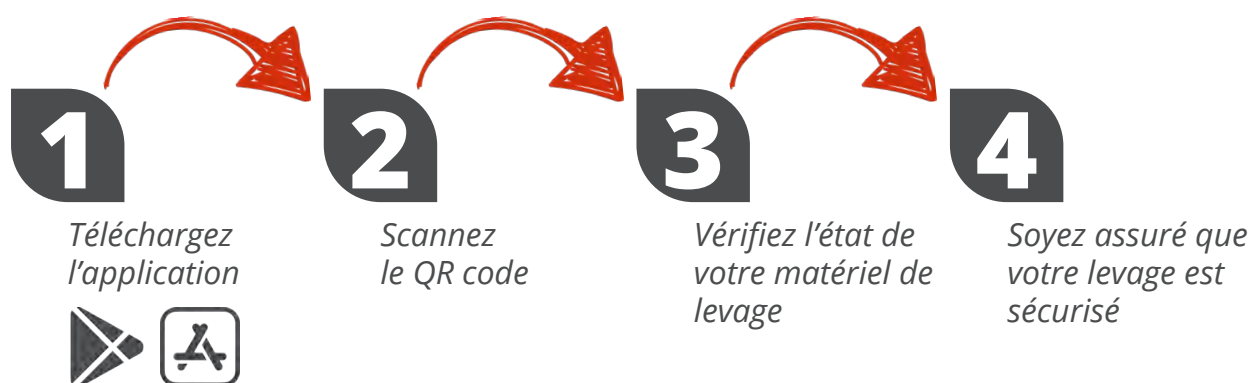 1
Téléchargez
l’application
2
Scannez
le QR code
3
Vérifiez l’état de
votre matériel de
levage
4
Soyez assuré que
votre levage est
sécurisé